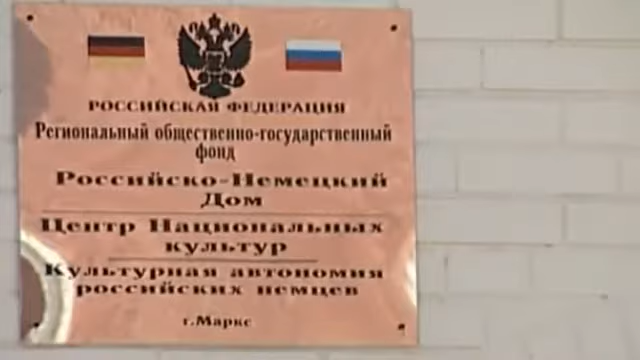 РОССИЙСКАЯ ФЕДЕРАЦИЯ
Региональный общественно-государственный
фонд
Российско-Немецкий
Дом
Центр Национальных
культур
Культурная автономия
российских немцев
г.Маркс